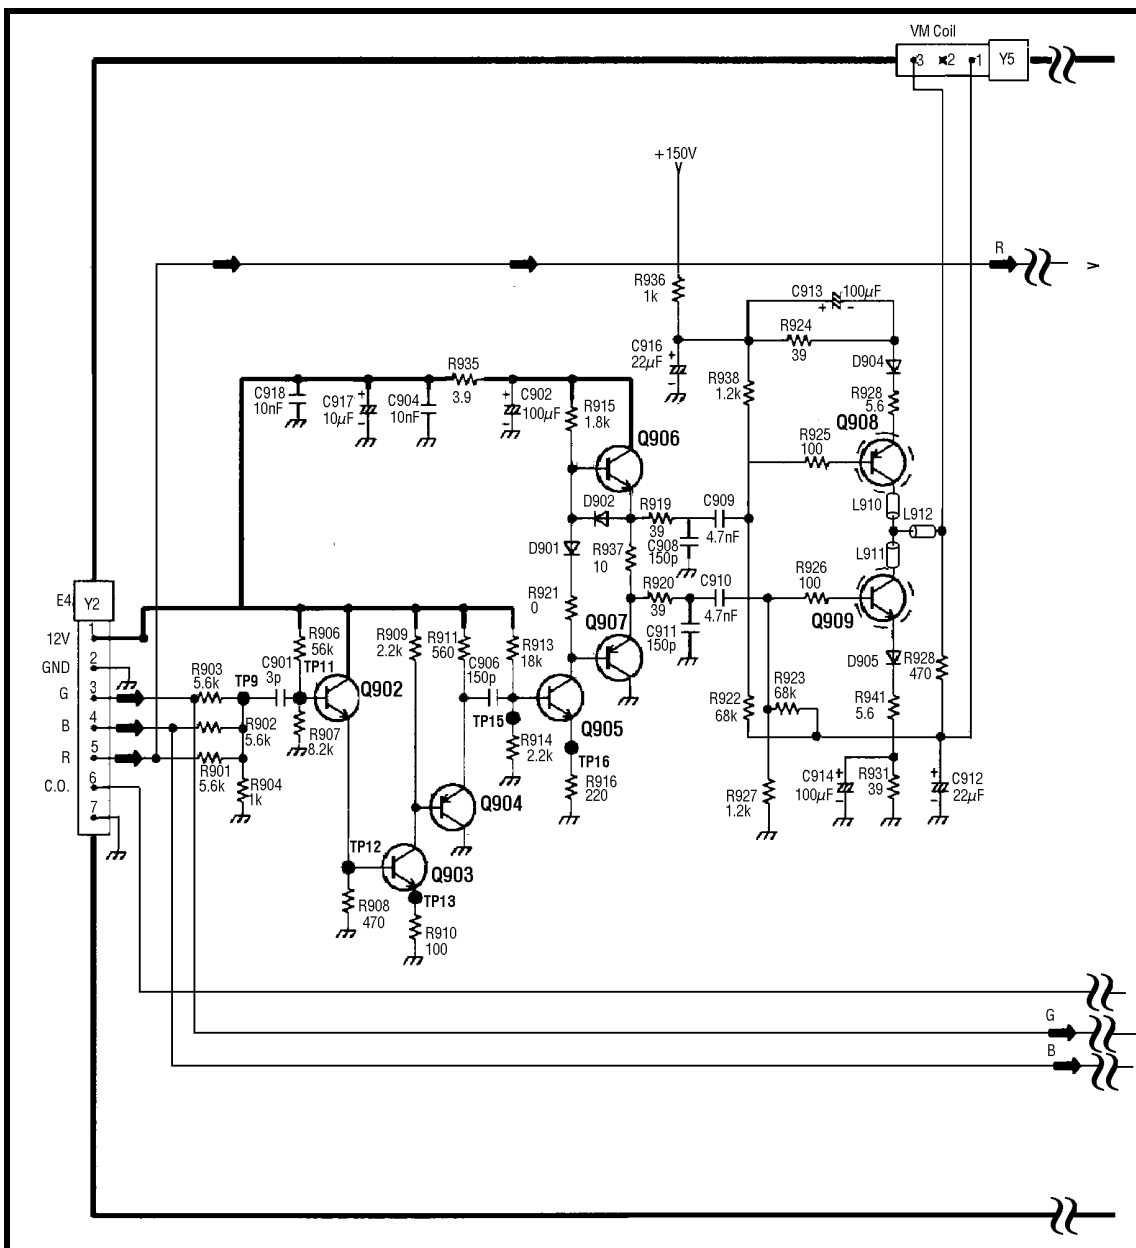 VM Coil
3 2 1 Y5
+150V
R
R936
1k
C913 100µF
+ -
R924
39
C916
22µF
+
-
D904
R935
3.9
C918
10nF
C917
10µF
+
-
C904
10nF
C902
100µF
+
-
R915
1.8k
R938
1.2k
R928
5.6
Q908
R925
100
Q906
L910
L912
D902
R919
39
C909
4.7nF
D901
R937
10
C908
150p
L911
R921
0
R920
39
C910
4.7nF
R926
100
Q907
C911
150p
Q909
E4 Y2
1
12V
2
GND
3
G
4
B
5
R
6
C.O.
7
R906
56k
R909
2.2k
R911
560
R913
18k
R903
5.6k
TP9
C901
3p
TP11
Q902
C906
150p
R902
5.6k
R907
8.2k
TP15
Q905
R901
5.6k
R904
1k
R914
2.2k
TP16
R916
220
D905
R928
470
R922
68k
R923
68k
R941
5.6
Q904
R927
1.2k
C914
100µF
+
-
R931
39
C912
22µF
+
-
TP12
Q903
TP13
R908
470
R910
100
G
B